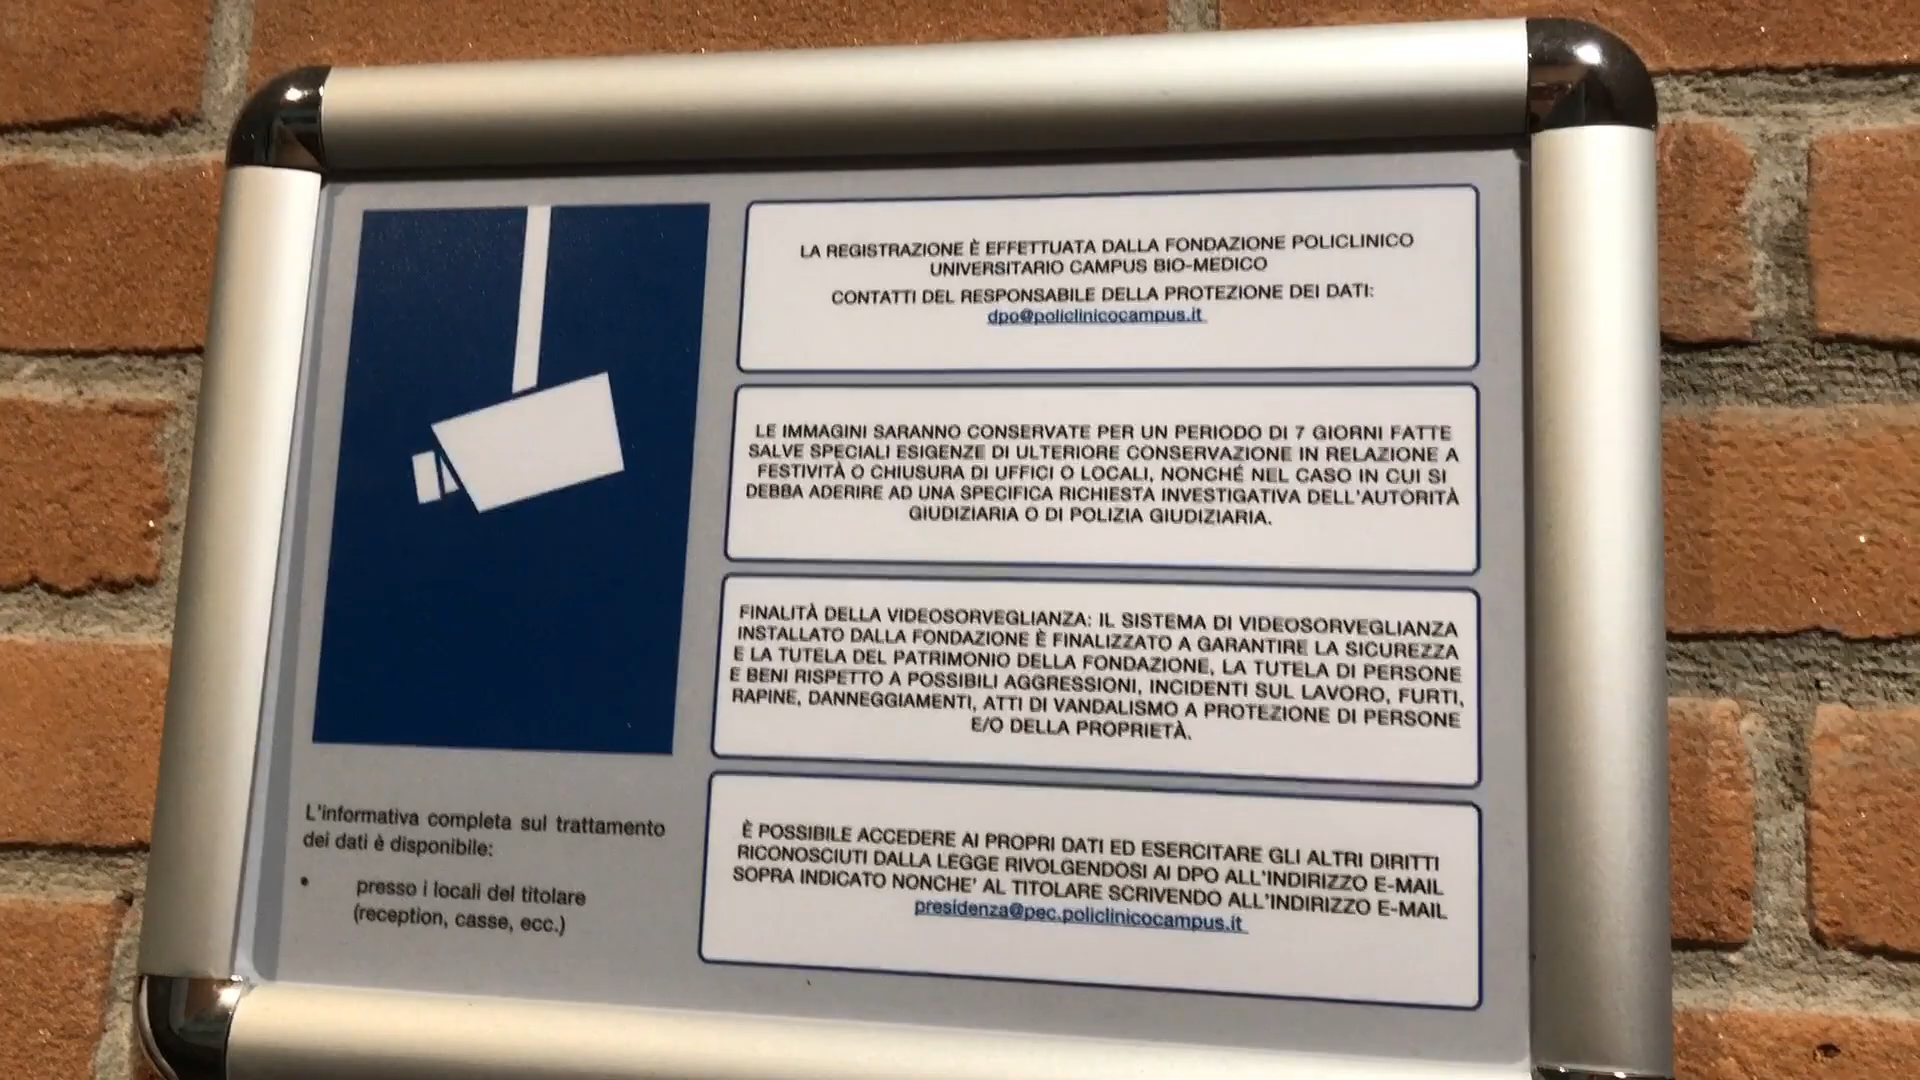 LA REGISTRAZIONE È EFFETTUATA DALLA FONDAZIONE POLICLINICO
UNIVERSITARIO CAMPUS BIO-MEDICO
CONTATTI DEL RESPONSABILE DELLA PROTEZIONE DEI DATI:
dpo@policlinicocampus.it
LE IMMAGINI SARANNO CONSERVATE PER UN PERIODO DI 7 GIORNI FATTE
SALVE SPECIALI ESIGENZE DI ULTERIORE CONSERVAZIONE IN RELAZIONE A
FESTIVITÀ O CHIUSURA DI UFFICI O LOCALI, NONCHÉ NEL CASO IN CUI SI
DEBBA ADERIRE AD UNA SPECIFICA RICHIESTA INVESTIGATIVA DELL'AUTORITÀ
GIUDIZIARIA O DI POLIZIA GIUDIZIARIA.
FINALITÀ DELLA VIDEOSORVEGLIANZA: IL SISTEMA DI VIDEOSORVEGLIANZA
INSTALLATO DALLA FONDAZIONE È FINALIZZATO A GARANTIRE LA SICUREZZA
E LA TUTELA DEL PATRIMONIO DELLA FONDAZIONE, LA TUTELA DI PERSONE
E BENI RISPETTO A POSSIBILI AGGRESSIONI, INCIDENTI SUL LAVORO, FURTI,
RAPINE, DANNEGGIAMENTI, ATTI DI VANDALISMO A PROTEZIONE DI PERSONE
E/O DELLA PROPRIETÀ.
È POSSIBILE ACCEDERE AI PROPRI DATI ED ESERCITARE GLI ALTRI DIRITTI
RICONOSCIUTI DALLA LEGGE RIVOLGENDOSI AI DPO ALL'INDIRIZZO E-MAIL
SOPRA INDICATO NONCHE' AL TITOLARE SCRIVENDO ALL'INDIRIZZO E-MAIL
presidenza@pec.policlinicocampus.it
L'informativa completa sul trattamento
dei dati è disponibile:
• presso i locali del titolare
(reception, casse, ecc.)